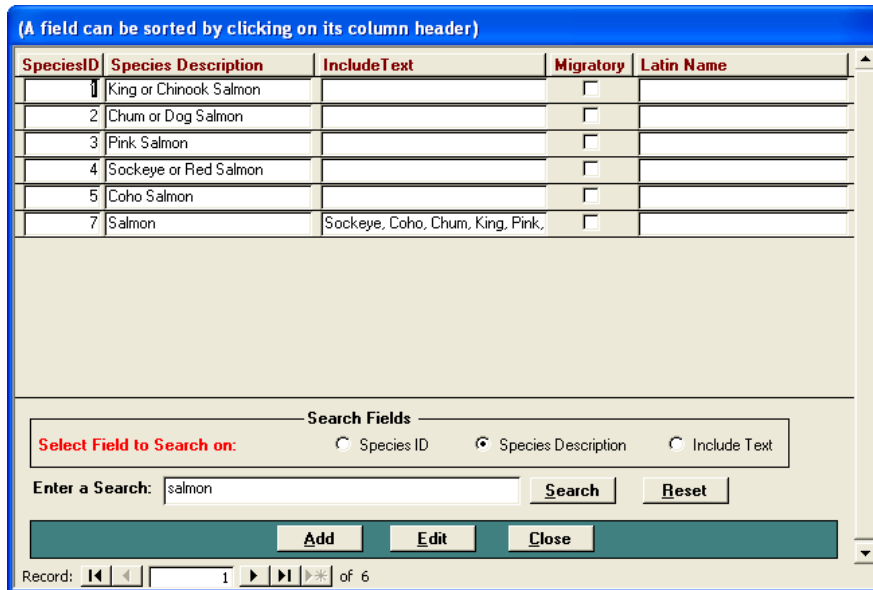 (A field can be sorted by clicking on its column header)
SpeciesID Species Description IncludeText Migratory Latin Name
1 King or Chinook Salmon
2 Chum or Dog Salmon
3 Pink Salmon
4 Sockeye or Red Salmon
5 Coho Salmon
7 Salmon Sockeye, Coho, Chum, King, Pink,
Search Fields
Select Field to Search on: Species ID Species Description Include Text
Enter a Search: salmon Search Reset
Add Edit Close
Record: 1 of 6